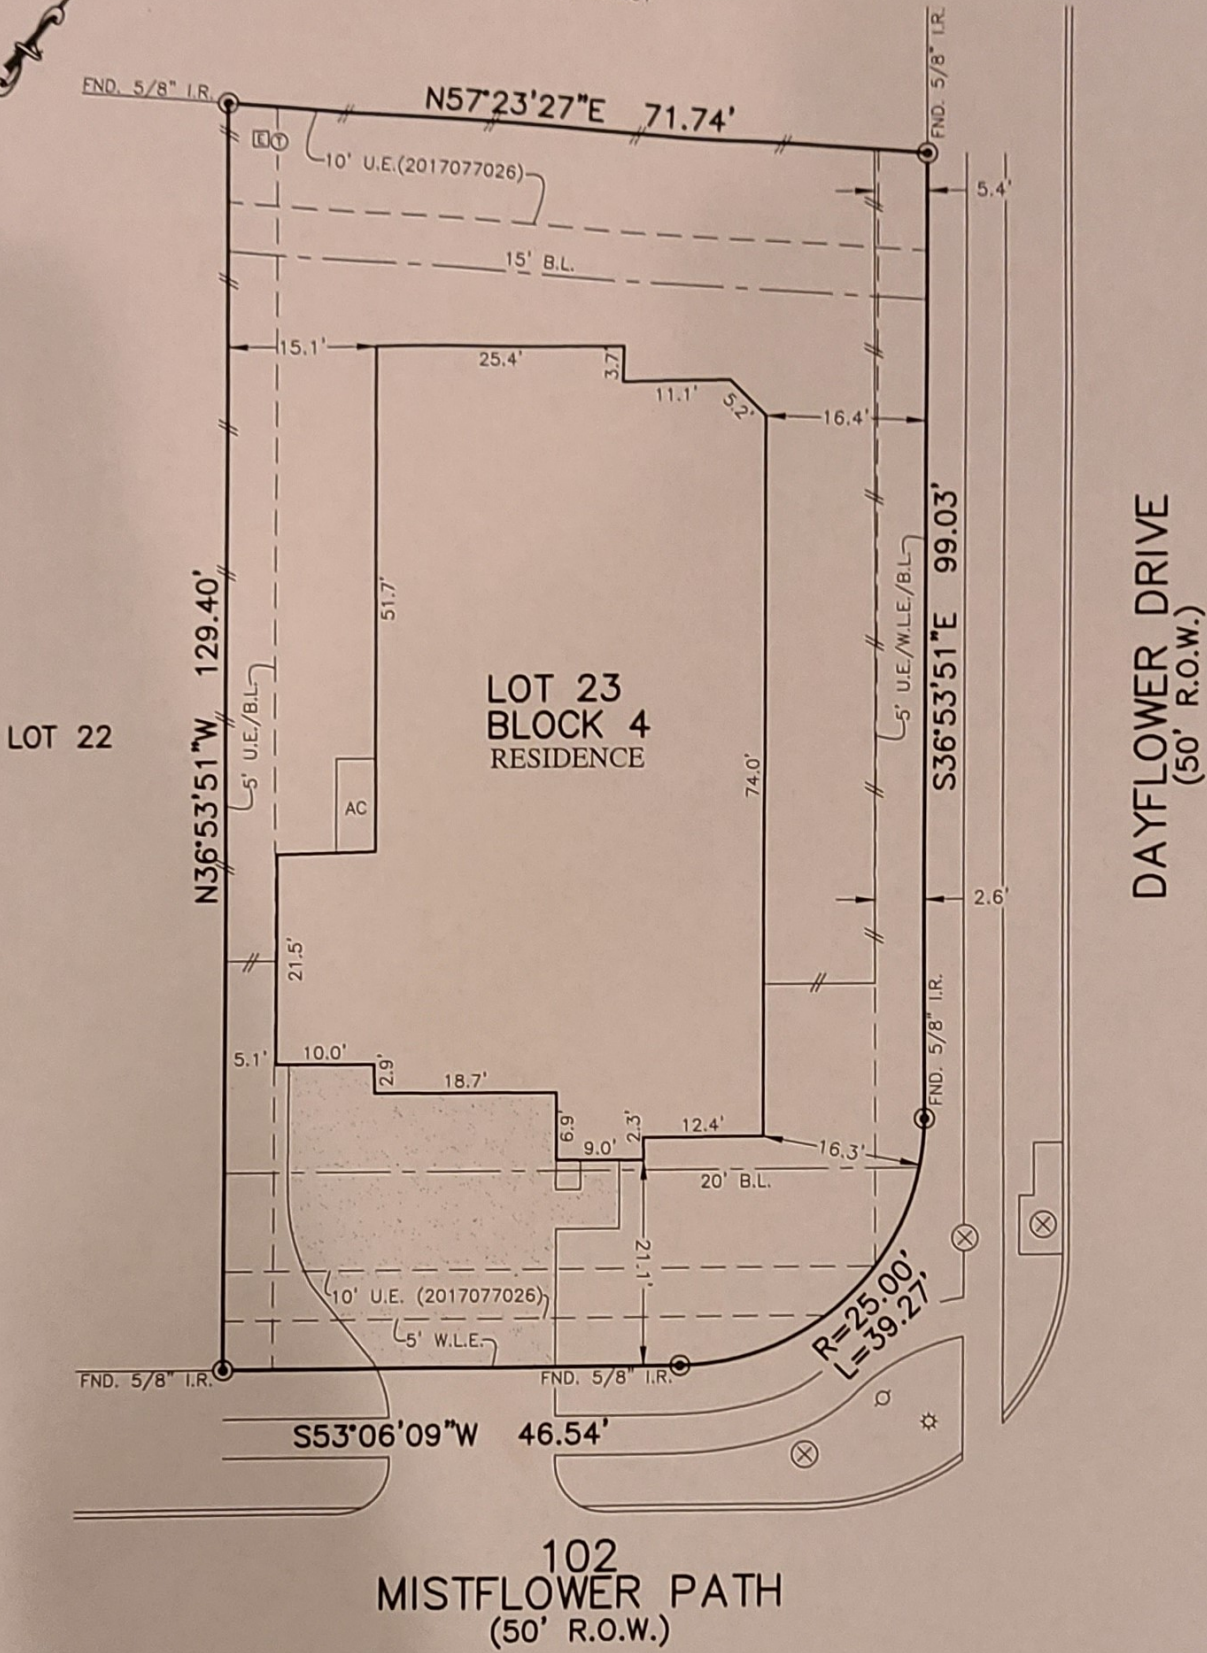 FND. 5/8" I.R.
N57°23'27"E 71.74'
FND. 5/8" I.R.
E T
10' U.E.(2017077026)
5.4'
15' B.L.
15.1'
25.4'
3.7'
11.1'
5.2'
16.4'
51.7'
N36°53'51"W 129.40'
5' U.E./B.L.
LOT 22
LOT 23
BLOCK 4
RESIDENCE
AC
74.0'
5' U.E./W.L.E./B.L.
S36°53'51"E 99.03'
DAYFLOWER DRIVE
(50' R.O.W.)
2.6'
21.5'
5.1'
10.0'
2.9'
18.7'
6.9'
9.0'
2.3'
12.4'
16.3'
FND. 5/8" I.R.
20' B.L.
21.1'
10' U.E. (2017077026)
5' W.L.E.
R=25.00'
L=39.27'
FND. 5/8" I.R.
FND. 5/8" I.R.
S53°06'09"W 46.54'
102
MISTFLOWER PATH
(50' R.O.W.)